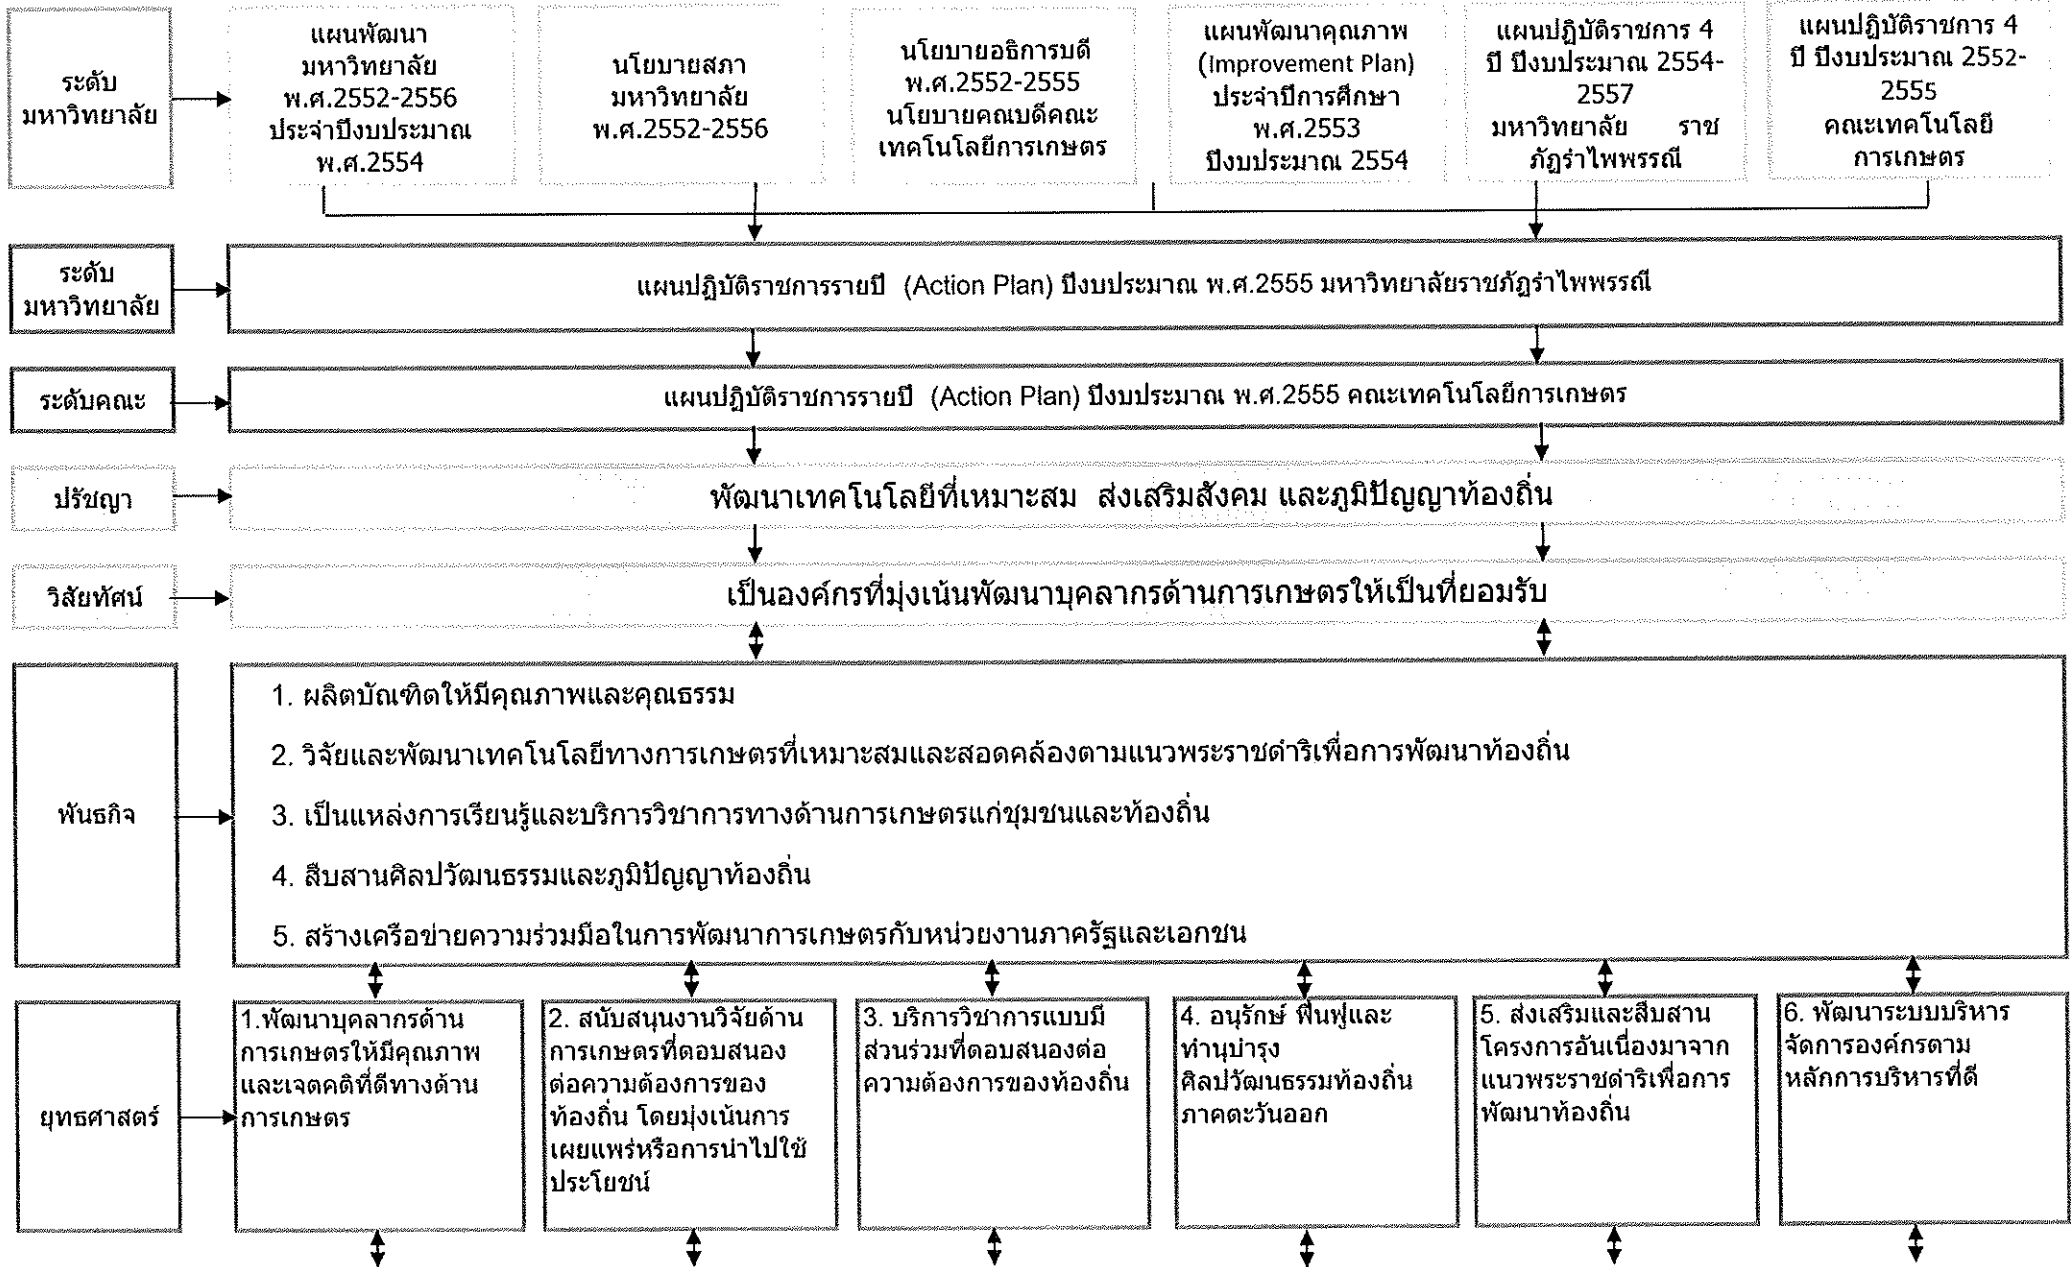 ระดับ
มหาวิทยาลัย
แผนพัฒนา
มหาวิทยาลัย
พ.ศ.2552-2556
ประจำปีงบประมาณ
พ.ศ.2554
นโยบายสภา
มหาวิทยาลัย
พ.ศ.2552-2556
นโยบายอธิการบดี
พ.ศ.2552-2555
นโยบายคณบดีคณะ
เทคโนโลยีการเกษตร
แผนพัฒนาคุณภาพ
(Improvement Plan)
ประจำปีการศึกษา
พ.ศ.2553
ปีงบประมาณ 2554
แผนปฏิบัติราชการ 4
ปี ปีงบประมาณ 2554-
2557
มหาวิทยาลัย ราช
ภัฏรำไพพรรณี
แผนปฏิบัติราชการ 4
ปี ปีงบประมาณ 2552-
2555
คณะเทคโนโลยี
การเกษตร
ระดับ
มหาวิทยาลัย
แผนปฏิบัติราชการรายปี (Action Plan) ปีงบประมาณ พ.ศ.2555 มหาวิทยาลัยราชภัฏรำไพพรรณี
ระดับคณะ
แผนปฏิบัติราชการรายปี (Action Plan) ปีงบประมาณ พ.ศ.2555 คณะเทคโนโลยีการเกษตร
ปรัชญา
พัฒนาเทคโนโลยีที่เหมาะสม ส่งเสริมสังคม และภูมิปัญญาท้องถิ่น
วิสัยทัศน์
เป็นองค์กรที่มุ่งเน้นพัฒนาบุคลากรด้านการเกษตรให้เป็นที่ยอมรับ
พันธกิจ
1. ผลิตบัณฑิตให้มีคุณภาพและคุณธรรม
2. วิจัยและพัฒนาเทคโนโลยีทางการเกษตรที่เหมาะสมและสอดคล้องตามแนวพระราชดำริเพื่อการพัฒนาท้องถิ่น
3. เป็นแหล่งการเรียนรู้และบริการวิชาการทางด้านการเกษตรแก่ชุมชนและท้องถิ่น
4. สืบสานศิลปวัฒนธรรมและภูมิปัญญาท้องถิ่น
5. สร้างเครือข่ายความร่วมมือในการพัฒนาการเกษตรกับหน่วยงานภาครัฐและเอกชน
ยุทธศาสตร์
1.พัฒนาบุคลากรด้าน
การเกษตรให้มีคุณภาพ
และเจตคติที่ดีทางด้าน
การเกษตร
2. สนับสนุนงานวิจัยด้าน
การเกษตรที่ตอบสนอง
ต่อความต้องการของ
ท้องถิ่น โดยมุ่งเน้นการ
เผยแพร่หรือการนำไปใช้
ประโยชน์
3. บริการวิชาการแบบมี
ส่วนร่วมที่ตอบสนองต่อ
ความต้องการของท้องถิ่น
4. อนุรักษ์ ฟื้นฟูและ
ทำนุบำรุง
ศิลปวัฒนธรรมท้องถิ่น
ภาคตะวันออก
5. ส่งเสริมและสืบสาน
โครงการอันเนื่องมาจาก
แนวพระราชดำริเพื่อการ
พัฒนาท้องถิ่น
6. พัฒนาระบบบริหาร
จัดการองค์กรตาม
หลักการบริหารที่ดี